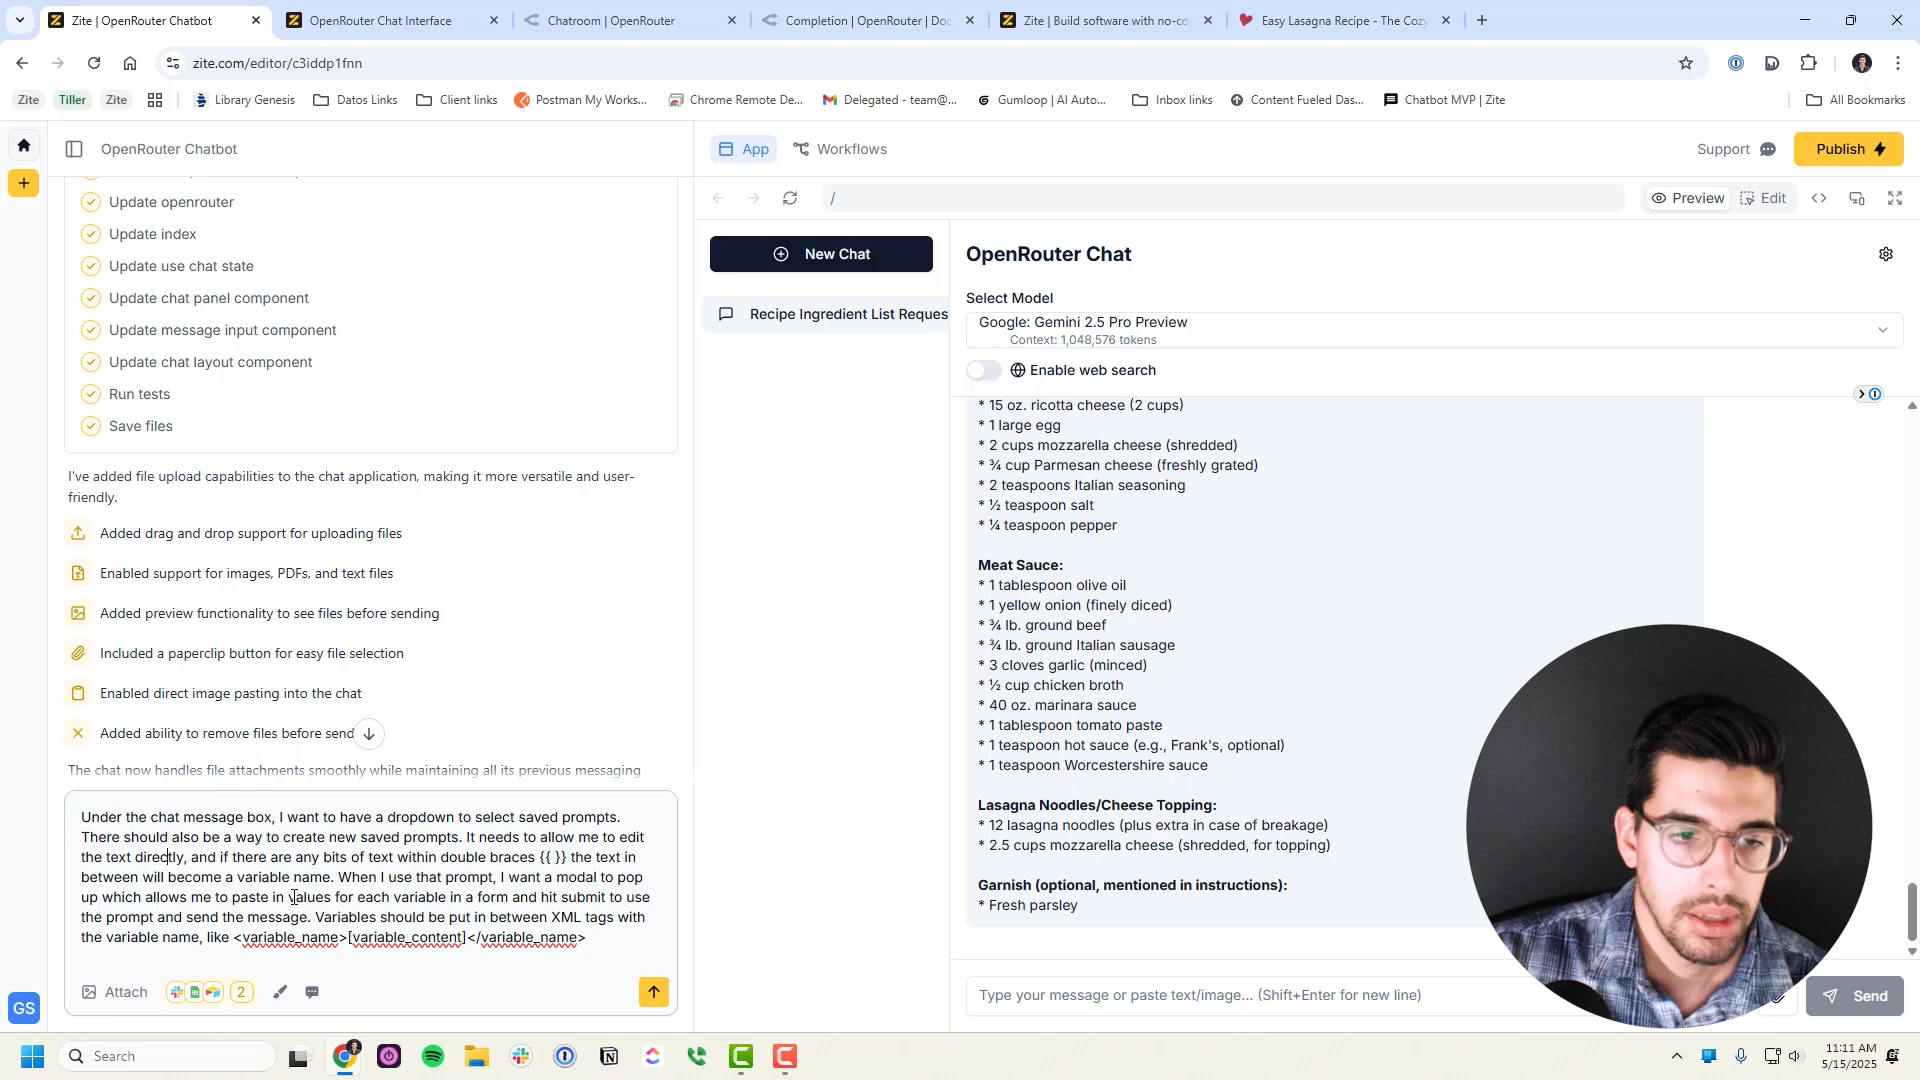 Zite | OpenRouter Chatbot
OpenRouter Chat Interface
Chatroom | OpenRouter
Completion | OpenRouter | Doc
Zite | Build software with no-co
Easy Lasagna Recipe - The Cozy
zite.com/editor/c3iddp1fnn
Zite
Tiller
Zite
Library Genesis
Datos Links
Client links
Postman My Works...
Chrome Remote De...
Delegated - team@...
Gumloop | AI Auto...
Inbox links
Content Fueled Das...
Chatbot MVP | Zite
All Bookmarks
OpenRouter Chatbot
App
Workflows
Support
Publish
/
Preview
Edit
Update openrouter
Update index
Update use chat state
Update chat panel component
Update message input component
Update chat layout component
Run tests
Save files
I've added file upload capabilities to the chat application, making it more versatile and user-
friendly.
Added drag and drop support for uploading files
Enabled support for images, PDFs, and text files
Added preview functionality to see files before sending
Included a paperclip button for easy file selection
Enabled direct image pasting into the chat
Added ability to remove files before send
The chat now handles file attachments smoothly while maintaining all its previous messaging
Under the chat message box, I want to have a dropdown to select saved prompts.
There should also be a way to create new saved prompts. It needs to allow me to edit
the text directly, and if there are any bits of text within double braces {{ }} the text in
between will become a variable name. When I use that prompt, I want a modal to pop
up which allows me to paste in values for each variable in a form and hit submit to use
the prompt and send the message. Variables should be put in between XML tags with
the variable name, like <variable_name>[variable_content]</variable_name>
Attach
2
GS
New Chat
Recipe Ingredient List Reques
OpenRouter Chat
Select Model
Google: Gemini 2.5 Pro Preview
Context: 1,048,576 tokens
Enable web search
* 15 oz. ricotta cheese (2 cups)
* 1 large egg
* 2 cups mozzarella cheese (shredded)
* ¾ cup Parmesan cheese (freshly grated)
* 2 teaspoons Italian seasoning
* ½ teaspoon salt
* ¼ teaspoon pepper
Meat Sauce:
* 1 tablespoon olive oil
* 1 yellow onion (finely diced)
* ¾ lb. ground beef
* ¾ lb. ground Italian sausage
* 3 cloves garlic (minced)
* ½ cup chicken broth
* 40 oz. marinara sauce
* 1 tablespoon tomato paste
* 1 teaspoon hot sauce (e.g., Frank's, optional)
* 1 teaspoon Worcestershire sauce
Lasagna Noodles/Cheese Topping:
* 12 lasagna noodles (plus extra in case of breakage)
* 2.5 cups mozzarella cheese (shredded, for topping)
Garnish (optional, mentioned in instructions):
* Fresh parsley
Type your message or paste text/image... (Shift+Enter for new line)
Send
Search
11:11 AM
5/15/2025